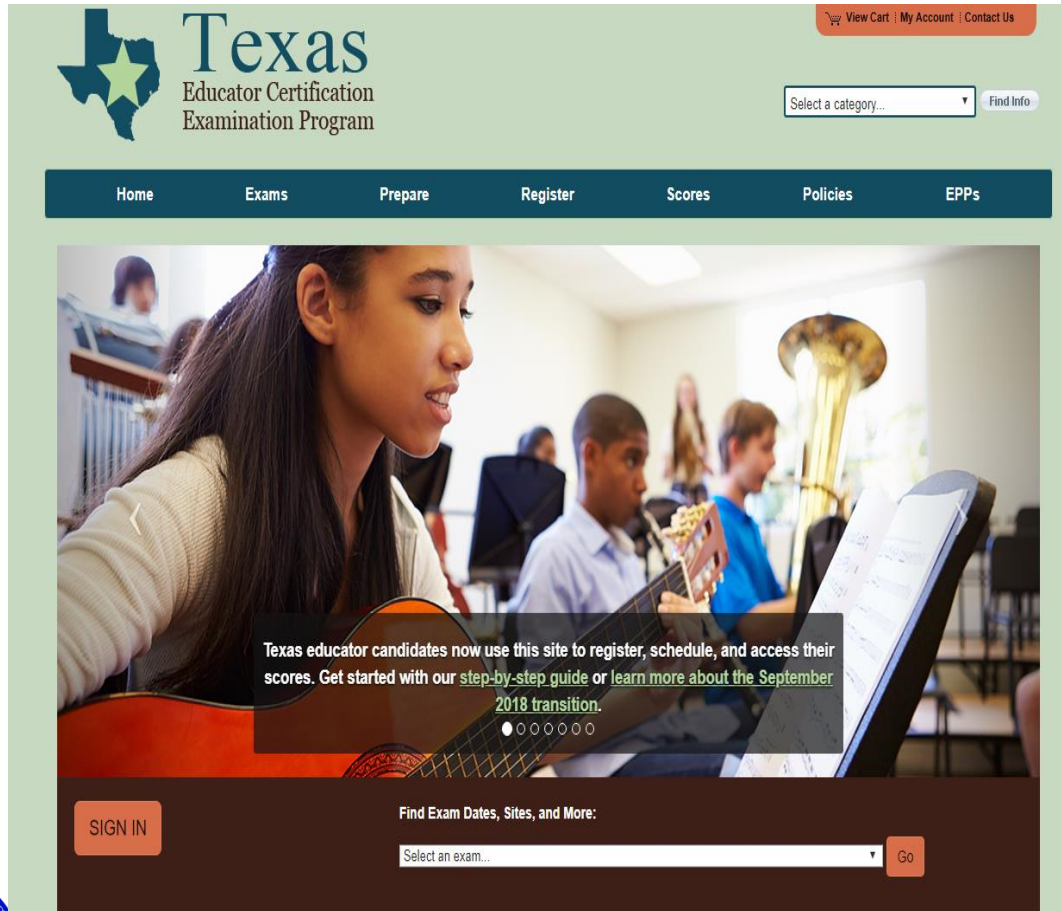 View Cart | My Account | Contact Us
Texas
Educator Certification
Examination Program
Select a category...
Find Info
Home Exams Prepare Register Scores Policies EPPs
Texas educator candidates now use this site to register, schedule, and access their
scores. Get started with our step-by-step guide or learn more about the September
2018 transition.
SIGN IN
Find Exam Dates, Sites, and More:
Select an exam...
Go